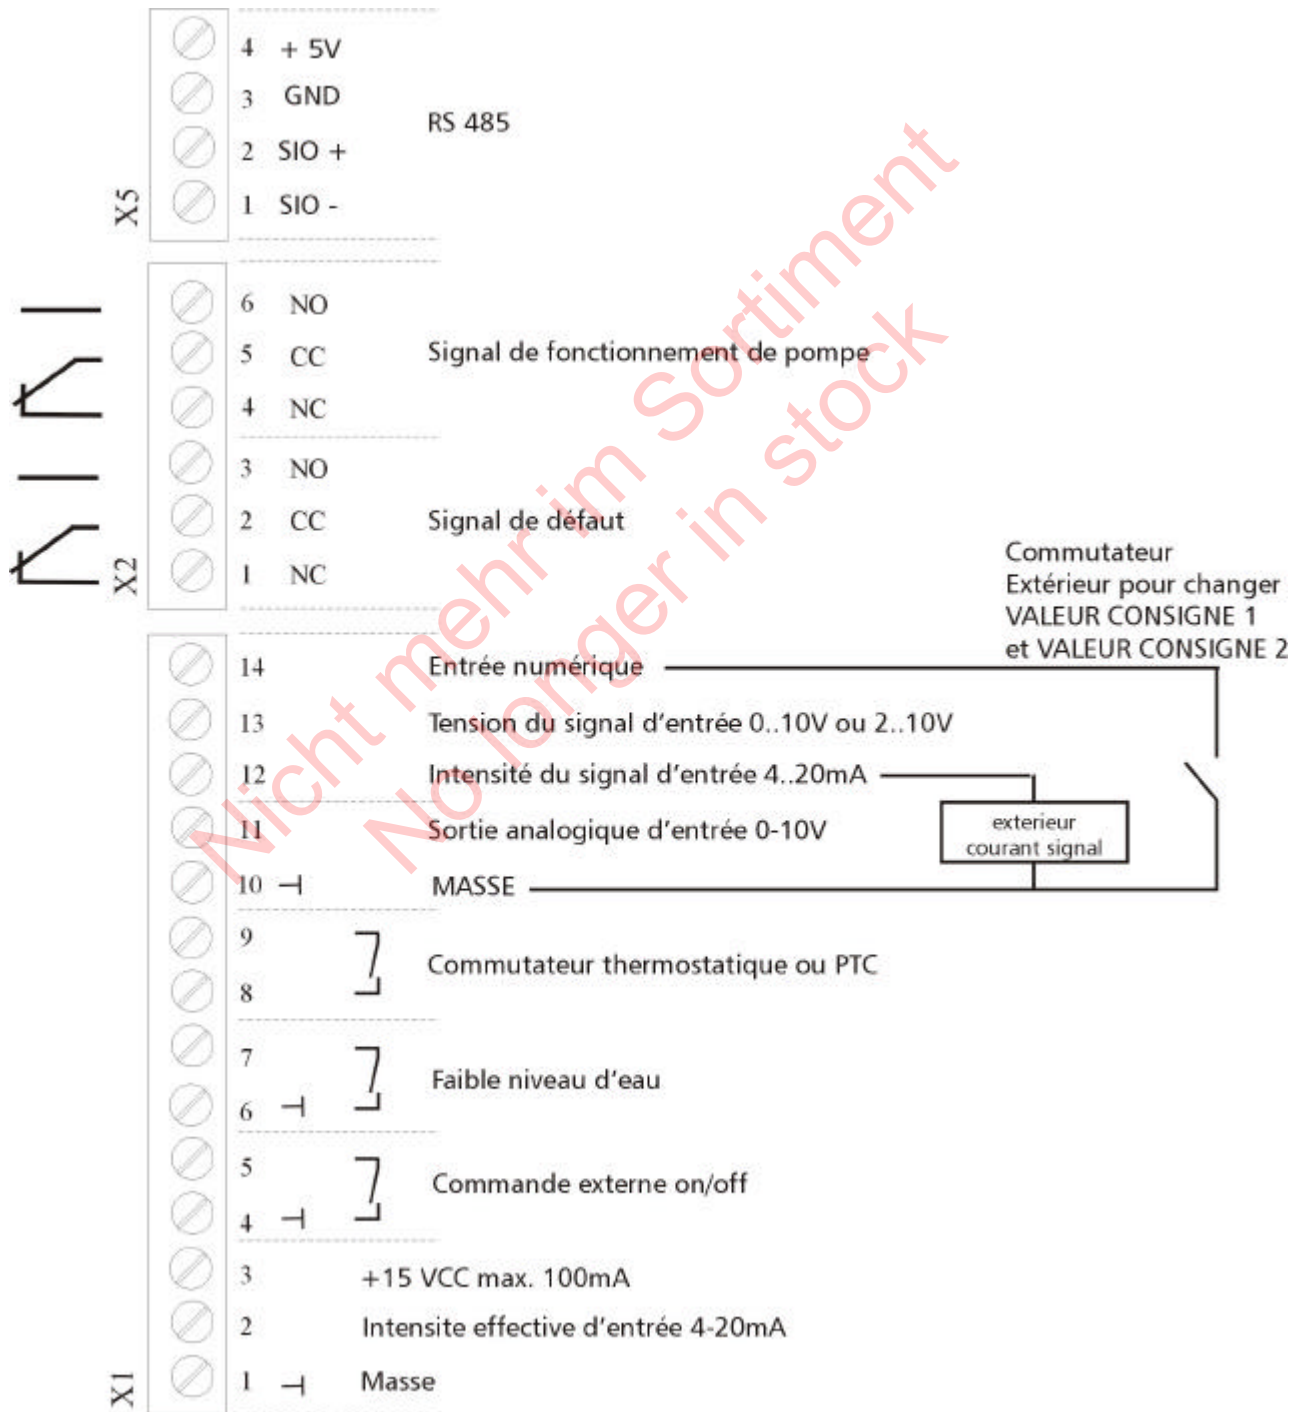 4 + 5V
3 GND
RS 485
2 SIO +
1 SIO -
X5
6 NO
5 CC Signal de fonctionnement de pompe
4 NC
3 NO
2 CC Signal de défaut
1 NC
X2
Commutateur
Extérieur pour changer
VALEUR CONSIGNE 1
et VALEUR CONSIGNE 2
14 Entrée numérique
13 Tension du signal d'entrée 0..10V ou 2..10V
12 Intensité du signal d'entrée 4..20mA
11 Sortie analogique d'entrée 0-10V
exterieur
courant signal
10 MASSE
9
Commutateur thermostatique ou PTC
8
7
Faible niveau d'eau
6
5
Commande externe on/off
4
3 +15 VCC max. 100mA
2 Intensite effective d'entrée 4-20mA
1 Masse
X1
Nicht mehr im Sortiment
No longer in stock